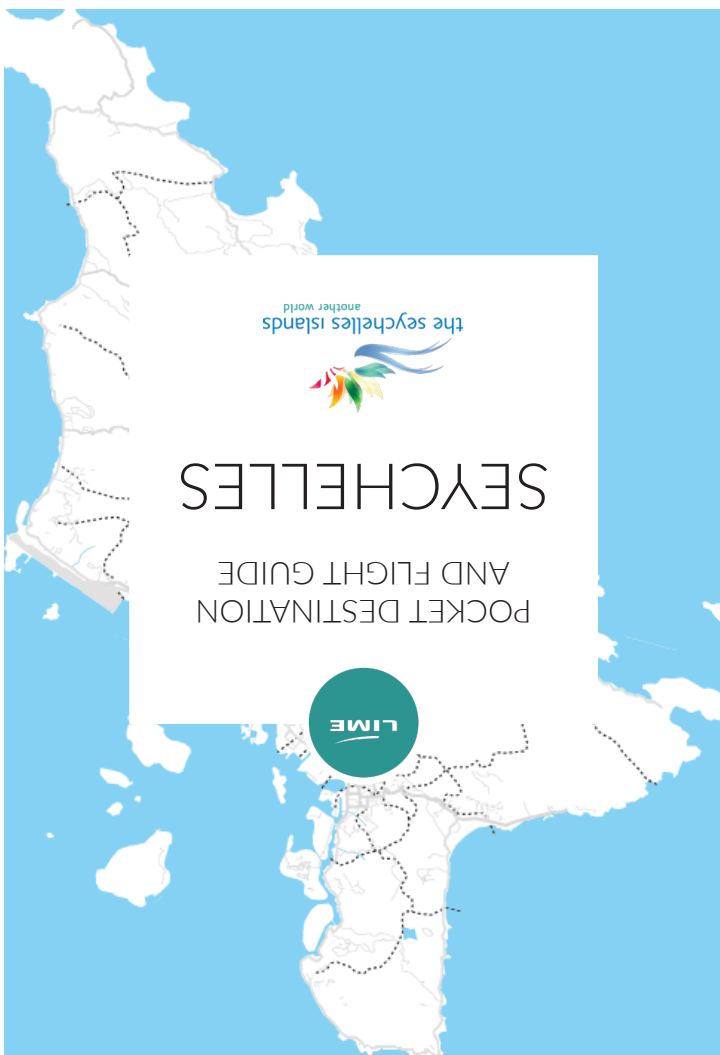 LIME
POCKET DESTINATION
AND FLIGHT GUIDE
SEYCHELLES
the seychelles islands
another world